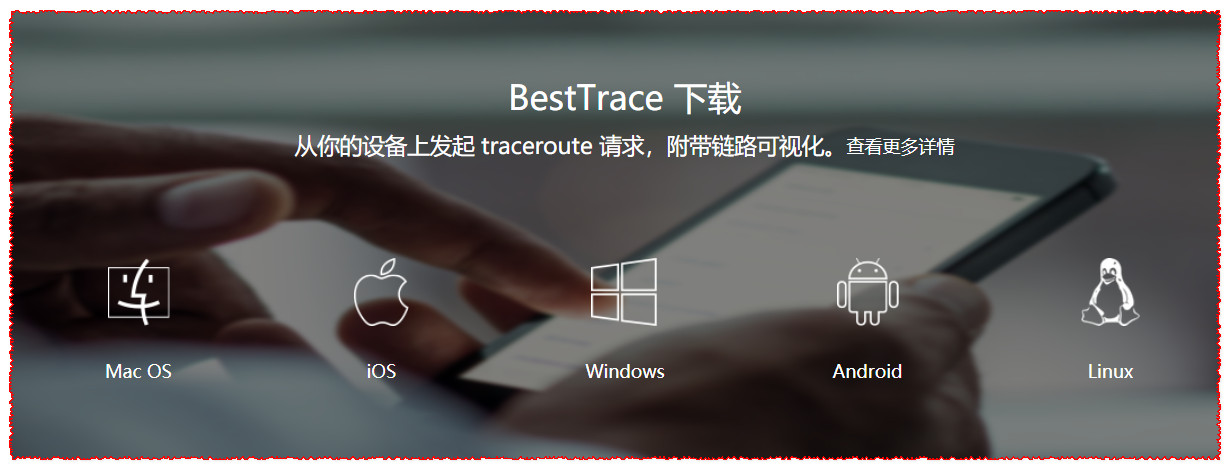 BestTrace 下载
从你的设备上发起 traceroute 请求，附带链路可视化。查看更多详情
Mac OS
iOS
Windows
Android
Linux